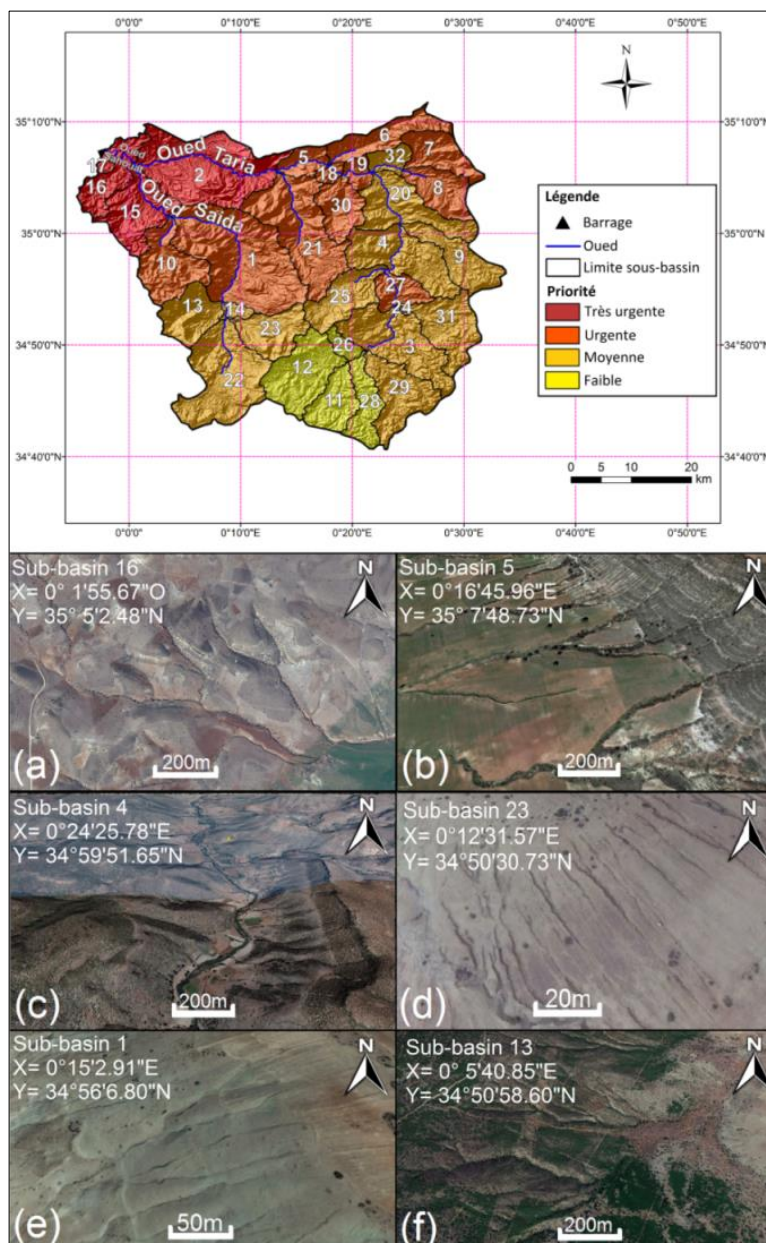 0°0'0"
0°10'0"E
0°20'0"E
0°30'0"E
0°40'0"E
0°50'0"E
N
35°10'0"N
35°10'0"N
35°0'0"N
35°0'0"N
34°50'0"N
34°50'0"N
34°40'0"N
34°40'0"N
Oued Taria
Oued Saida
Oued
17
16
15
2
5
18
19
6
32
7
8
20
30
10
1
21
4
9
13
14
23
25
27
24
31
22
12
26
3
11
28
29
Légende
Barrage
Oued
Limite sous-bassin
Priorité
Très urgente
Urgente
Moyenne
Faible
0 5 10 20
km
0°0'0"
0°10'0"E
0°20'0"E
0°30'0"E
0°40'0"E
0°50'0"E
Sub-basin 16
X= 0° 1'55.67"O
Y= 35° 5'2.48"N
N
(a)
200m
Sub-basin 5
X= 0°16'45.96"E
Y= 35° 7'48.73"N
N
(b)
200m
Sub-basin 4
X= 0°24'25.78"E
Y= 34°59'51.65"N
N
(c)
200m
Sub-basin 23
X= 0°12'31.57"E
Y= 34°50'30.73"N
N
(d)
20m
Sub-basin 1
X= 0°15'2.91"E
Y= 34°56'6.80"N
N
(e)
50m
Sub-basin 13
X= 0° 5'40.85"E
Y= 34°50'58.60"N
N
(f)
200m